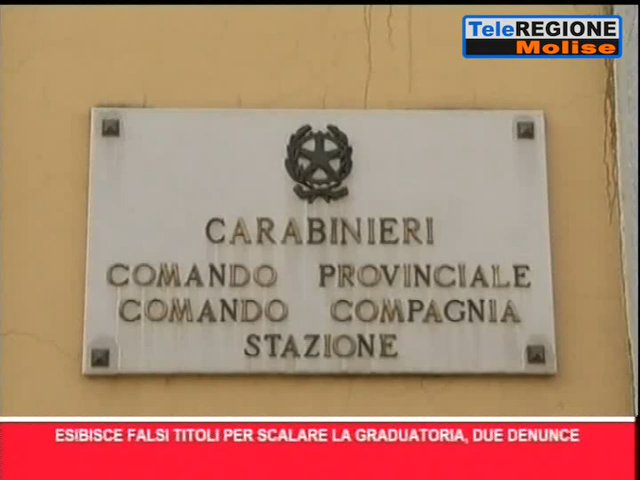 TeleREGIONE
Molise
CARABINIERI
COMANDO PROVINCIALE
COMANDO COMPAGNIA
STAZIONE
ESIBISCE FALSI TITOLI PER SCALARE LA GRADUATORIA, DUE DENUNCE